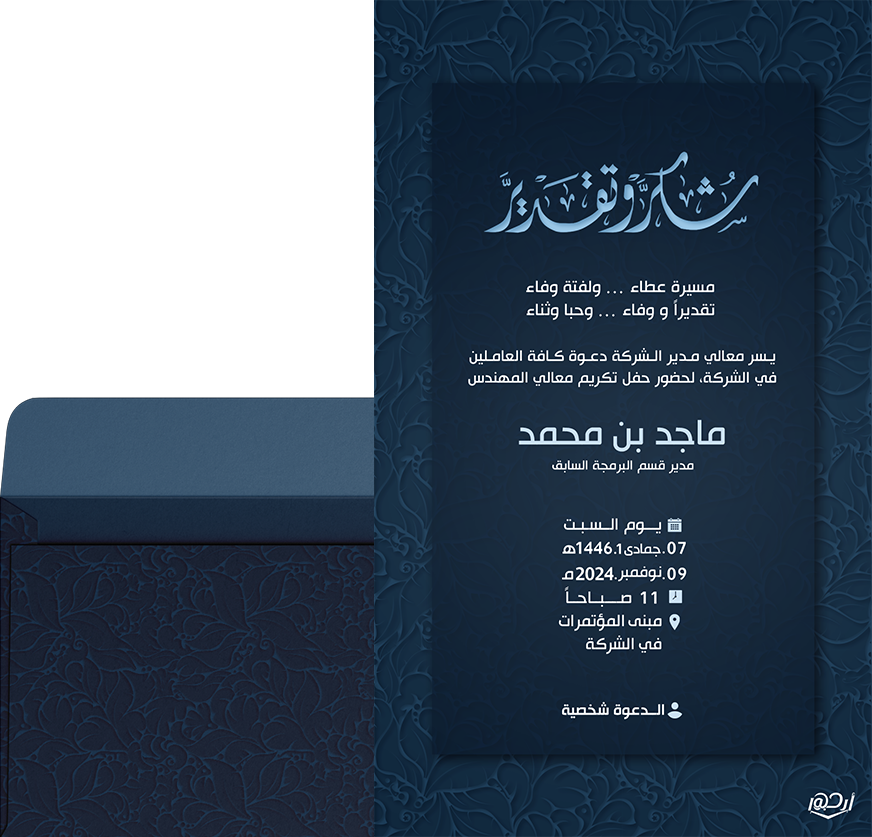 شكرٌ وتقديرٌ
مسيرة عطاء ... ولفتة وفاء
تقديراً و وفاء ... وحبا وثناء
يسر معالي مدير الشركة دعوة كافة العاملين
في الشركة، لحضور حفل تكريم معالي المهندس
ماجد بن محمد
مدير قسم البرمجة السابق
يوم السبت
07.جمادى1.1446هـ
09.نوفمبر.2024م
11 صباحاً
مبنى المؤتمرات
في الشركة
الدعوة شخصية